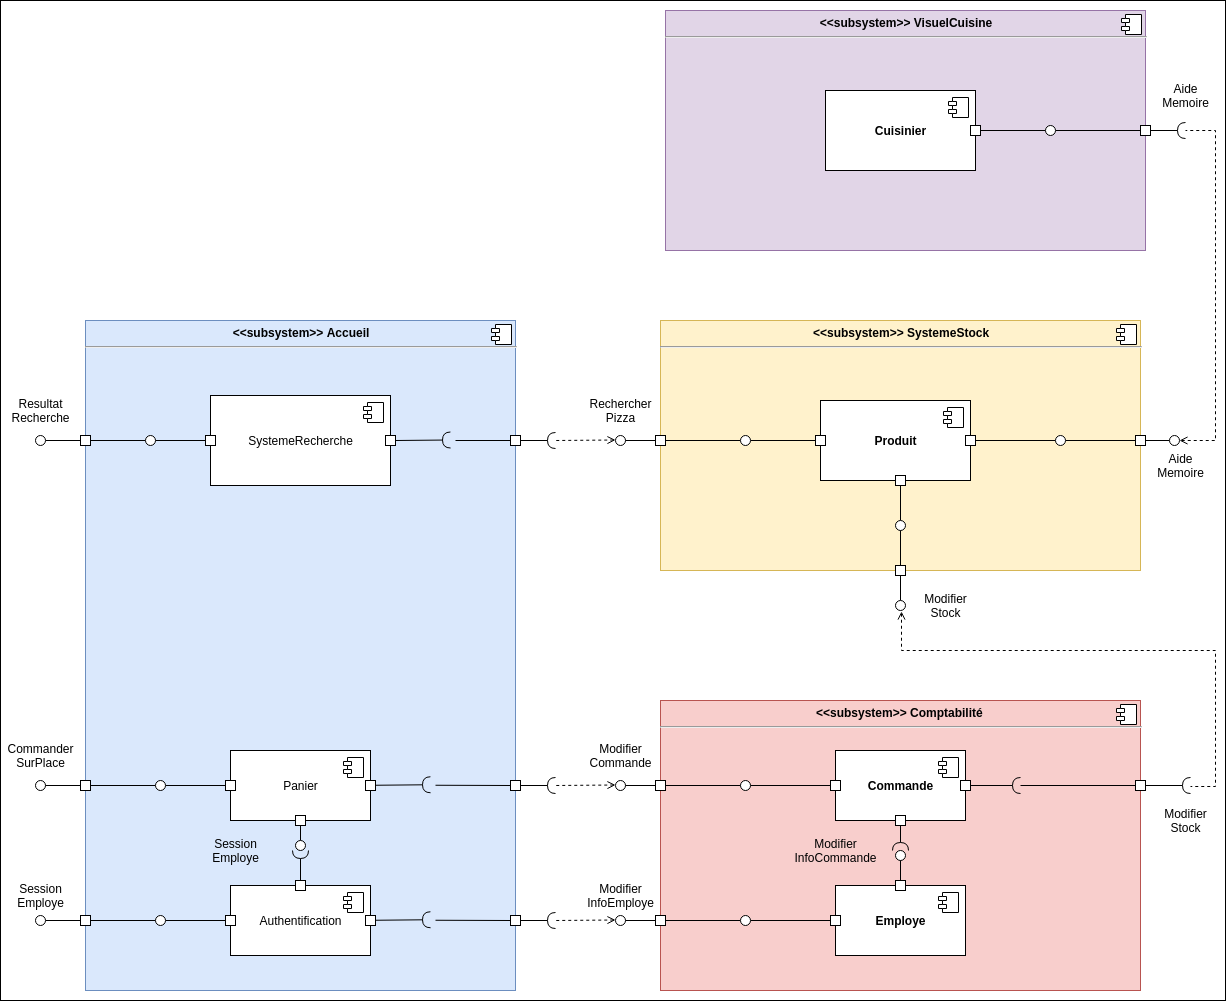 <<subsystem>> VisuelCuisine
Aide
Memoire
Cuisinier
<<subsystem>> Accueil
<<subsystem>> SystemeStock
Resultat
Recherche
SystemeRecherche
Rechercher
Pizza
Produit
Aide
Memoire
Modifier
Stock
<<subsystem>> Comptabilité
Commander
SurPlace
Panier
Modifier
Commande
Commande
Modifier
Stock
Session
Employe
Modifier
InfoCommande
Session
Employe
Authentification
Modifier
InfoEmploye
Employe